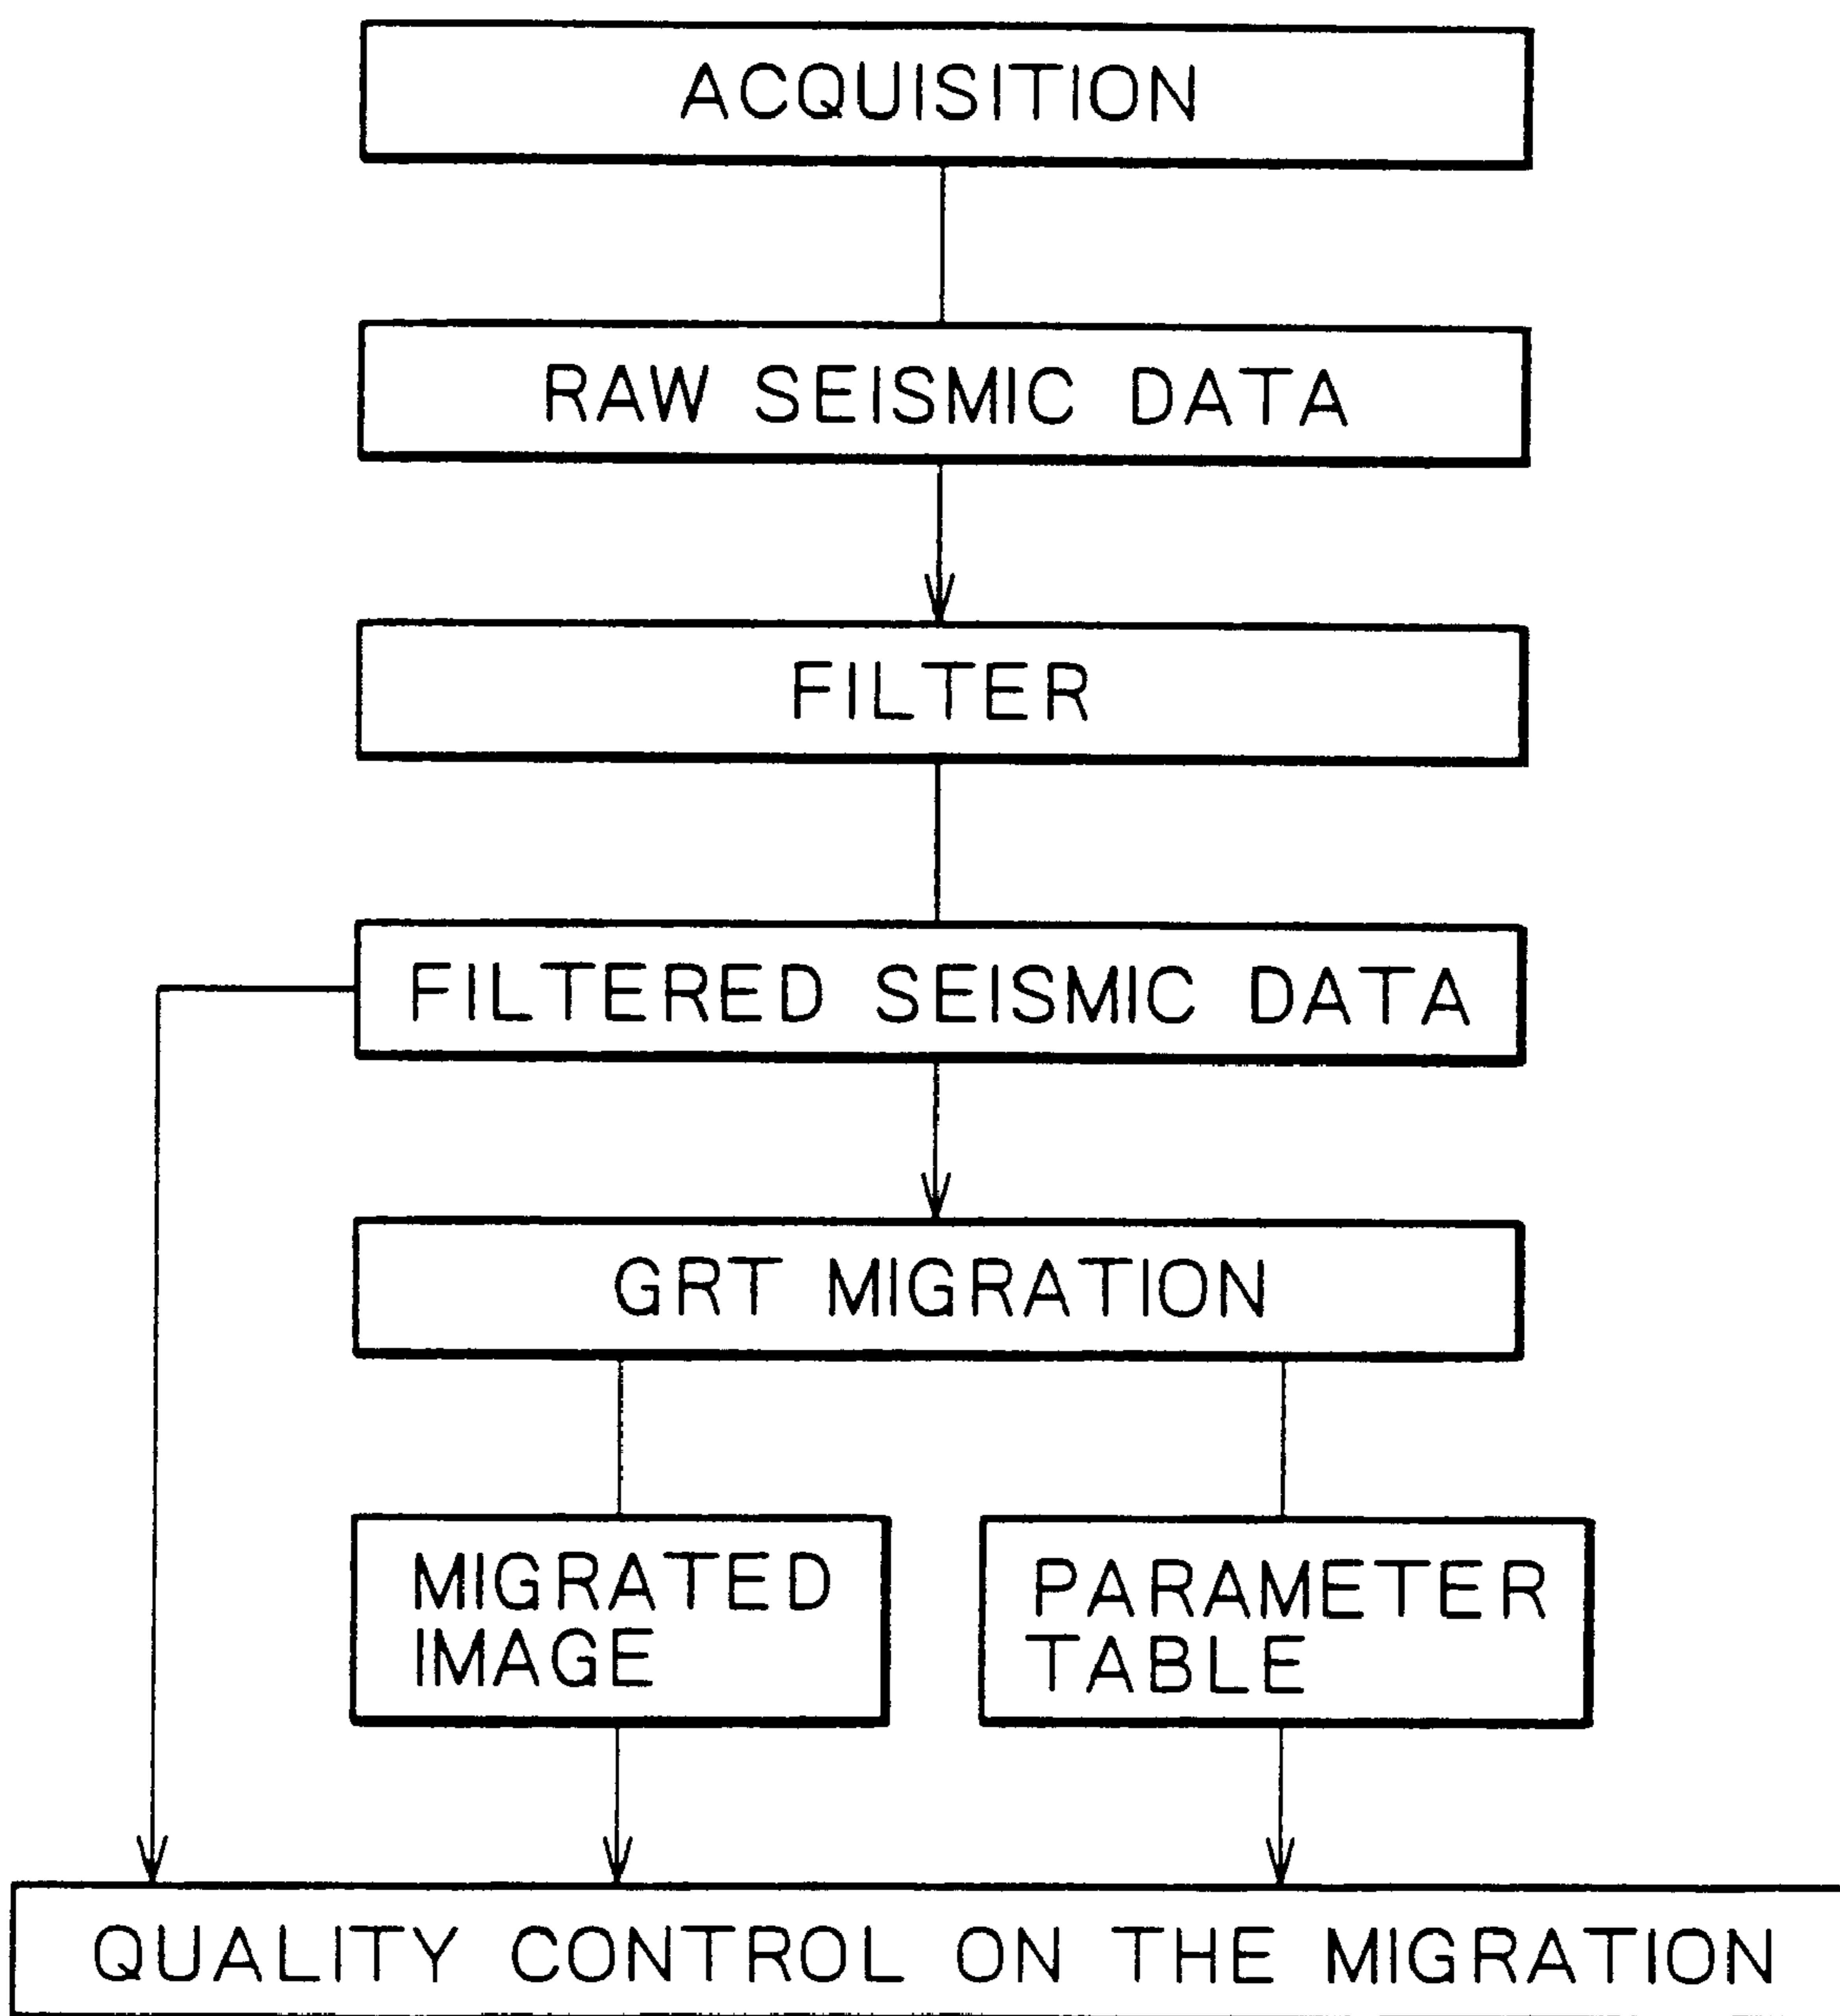 ACQUISITION
RAW SEISMIC DATA
FILTER
FILTERED SEISMIC DATA
GRT MIGRATION
MIGRATED
IMAGE
PARAMETER
TABLE
QUALITY CONTROL ON THE MIGRATION